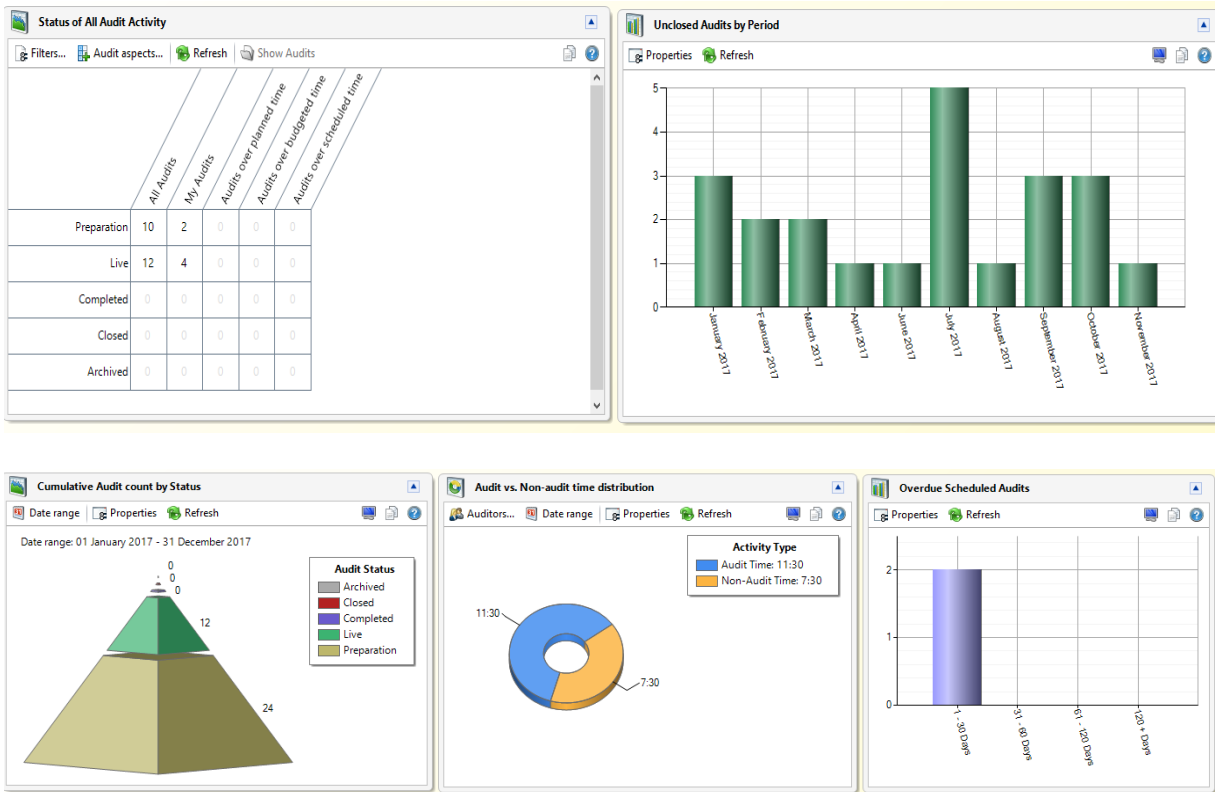 Status of All Audit Activity
Filters... Audit aspects... Refresh Show Audits
All Audits
My Audits
Audits over planned time
Audits over budgeted time
Audits over scheduled time
Preparation 10 2 0 0 0
Live 12 4 0 0 0
Completed 0 0 0 0 0
Closed 0 0 0 0 0
Archived 0 0 0 0 0
Unclosed Audits by Period
Properties Refresh
5
4
3
2
1
0
January 2017
February 2017
March 2017
April 2017
June 2017
July 2017
August 2017
September 2017
October 2017
November 2017
Cumulative Audit count by Status
Date range Properties Refresh
Date range: 01 January 2017 - 31 December 2017
0
0
0
12
24
Audit Status
Archived
Closed
Completed
Live
Preparation
Audit vs. Non-audit time distribution
Auditors... Date range Properties Refresh
Activity Type
Audit Time: 11:30
Non-Audit Time: 7:30
11:30
7:30
Overdue Scheduled Audits
Properties Refresh
2
1
0
1 - 30 Days
31 - 60 Days
61 - 120 Days
120 + Days